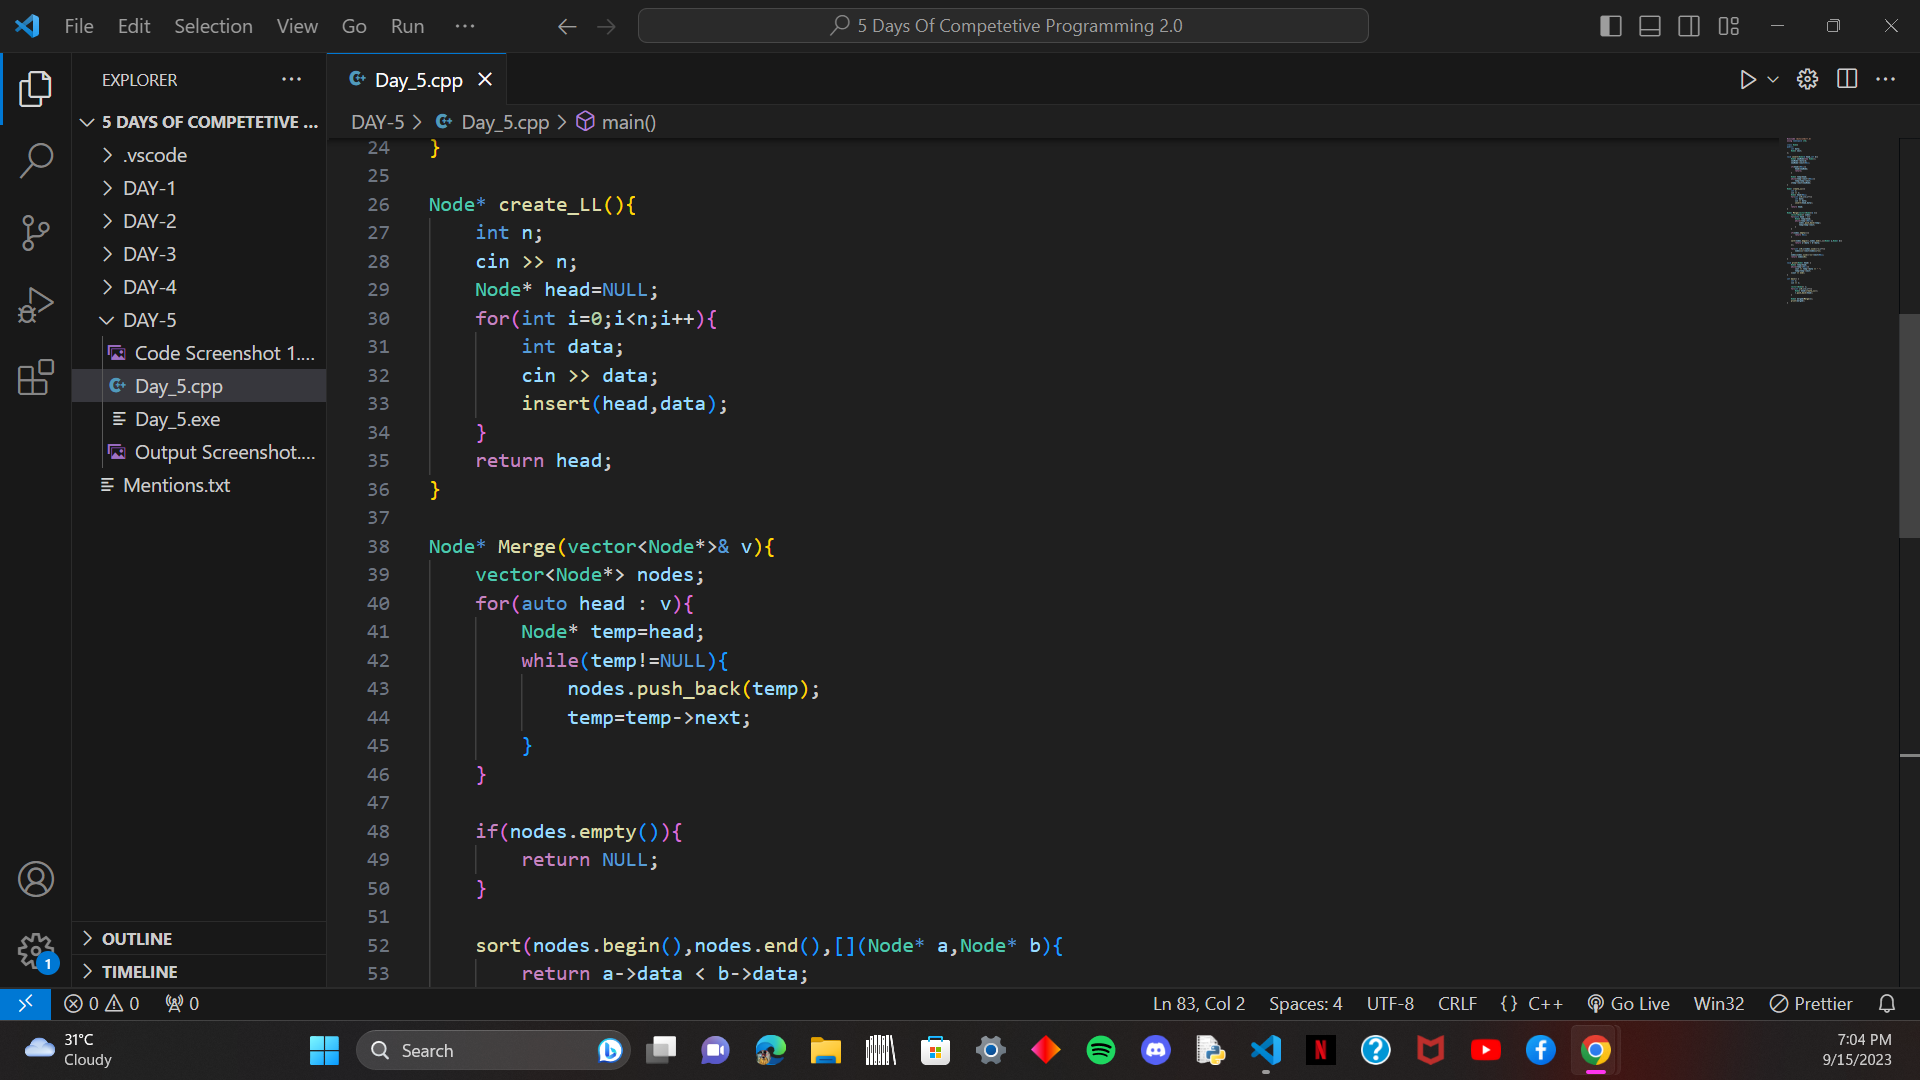 File Edit Selection View Go Run ···
5 Days Of Competetive Programming 2.0
EXPLORER
5 DAYS OF COMPETETIVE ...
.vscode
DAY-1
DAY-2
DAY-3
DAY-4
DAY-5
Code Screenshot 1....
Day_5.cpp
Day_5.exe
Output Screenshot....
Mentions.txt
OUTLINE
TIMELINE
Day_5.cpp
DAY-5 > Day_5.cpp > main()
24 }
25
26 Node* create_LL(){
27     int n;
28     cin >> n;
29     Node* head=NULL;
30     for(int i=0;i<n;i++){
31         int data;
32         cin >> data;
33         insert(head,data);
34     }
35     return head;
36 }
37
38 Node* Merge(vector<Node*>& v){
39     vector<Node*> nodes;
40     for(auto head : v){
41         Node* temp=head;
42         while(temp!=NULL){
43             nodes.push_back(temp);
44             temp=temp->next;
45         }
46     }
47
48     if(nodes.empty()){
49         return NULL;
50     }
51
52     sort(nodes.begin(),nodes.end(),[](Node* a,Node* b){
53         return a->data < b->data;
1
0 0 0
Ln 83, Col 2 Spaces: 4 UTF-8 CRLF {} C++ Go Live Win32 Prettier
31°C
Cloudy
Search
7:04 PM
9/15/2023